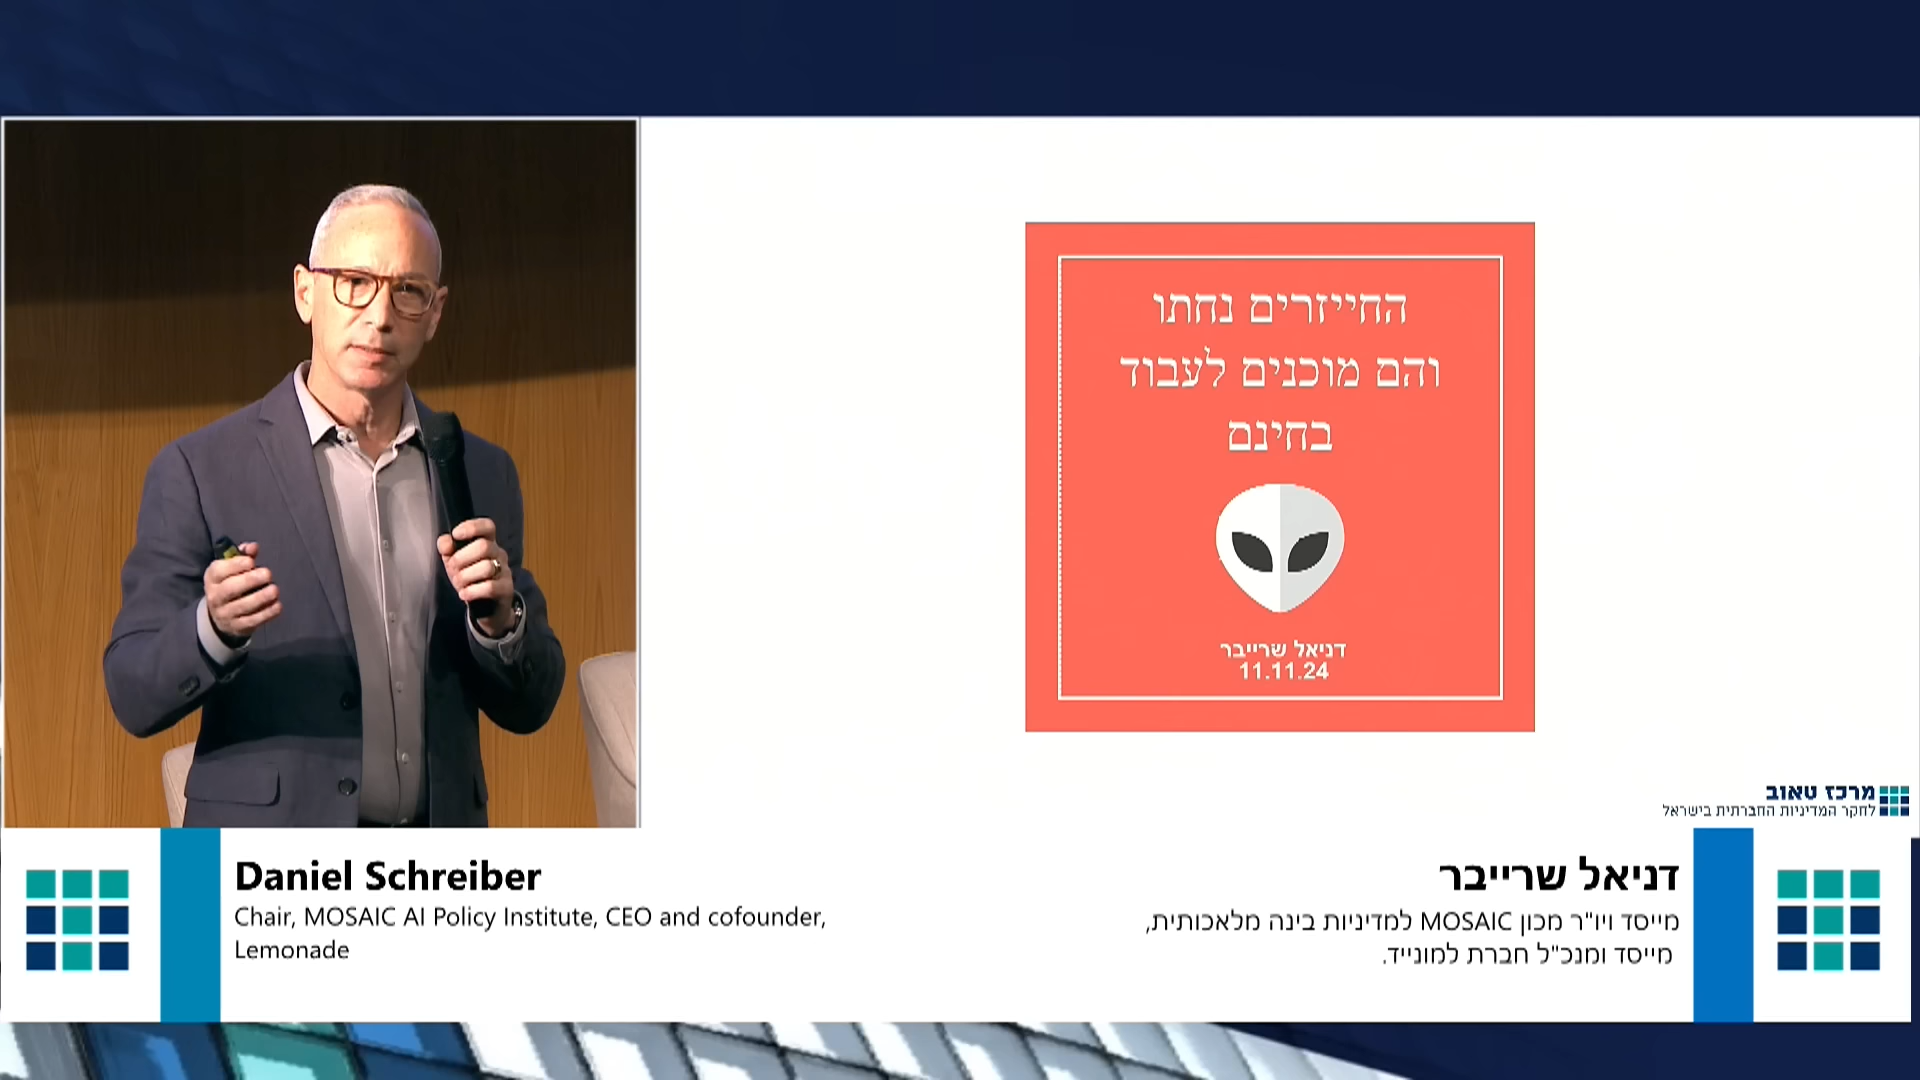 החייזרים נחתו
והם מוכנים לעבוד
בחינם
דניאל שרייבר
11.11.24
מרכז טאוב
לחקר המדיניות החברתית בישראל
Daniel Schreiber
Chair, MOSAIC AI Policy Institute, CEO and cofounder,
Lemonade
דניאל שרייבר
מייסד ויו"ר מכון MOSAIC למדיניות בינה מלאכותית,
מייסד ומנכ"ל חברת למונייד.